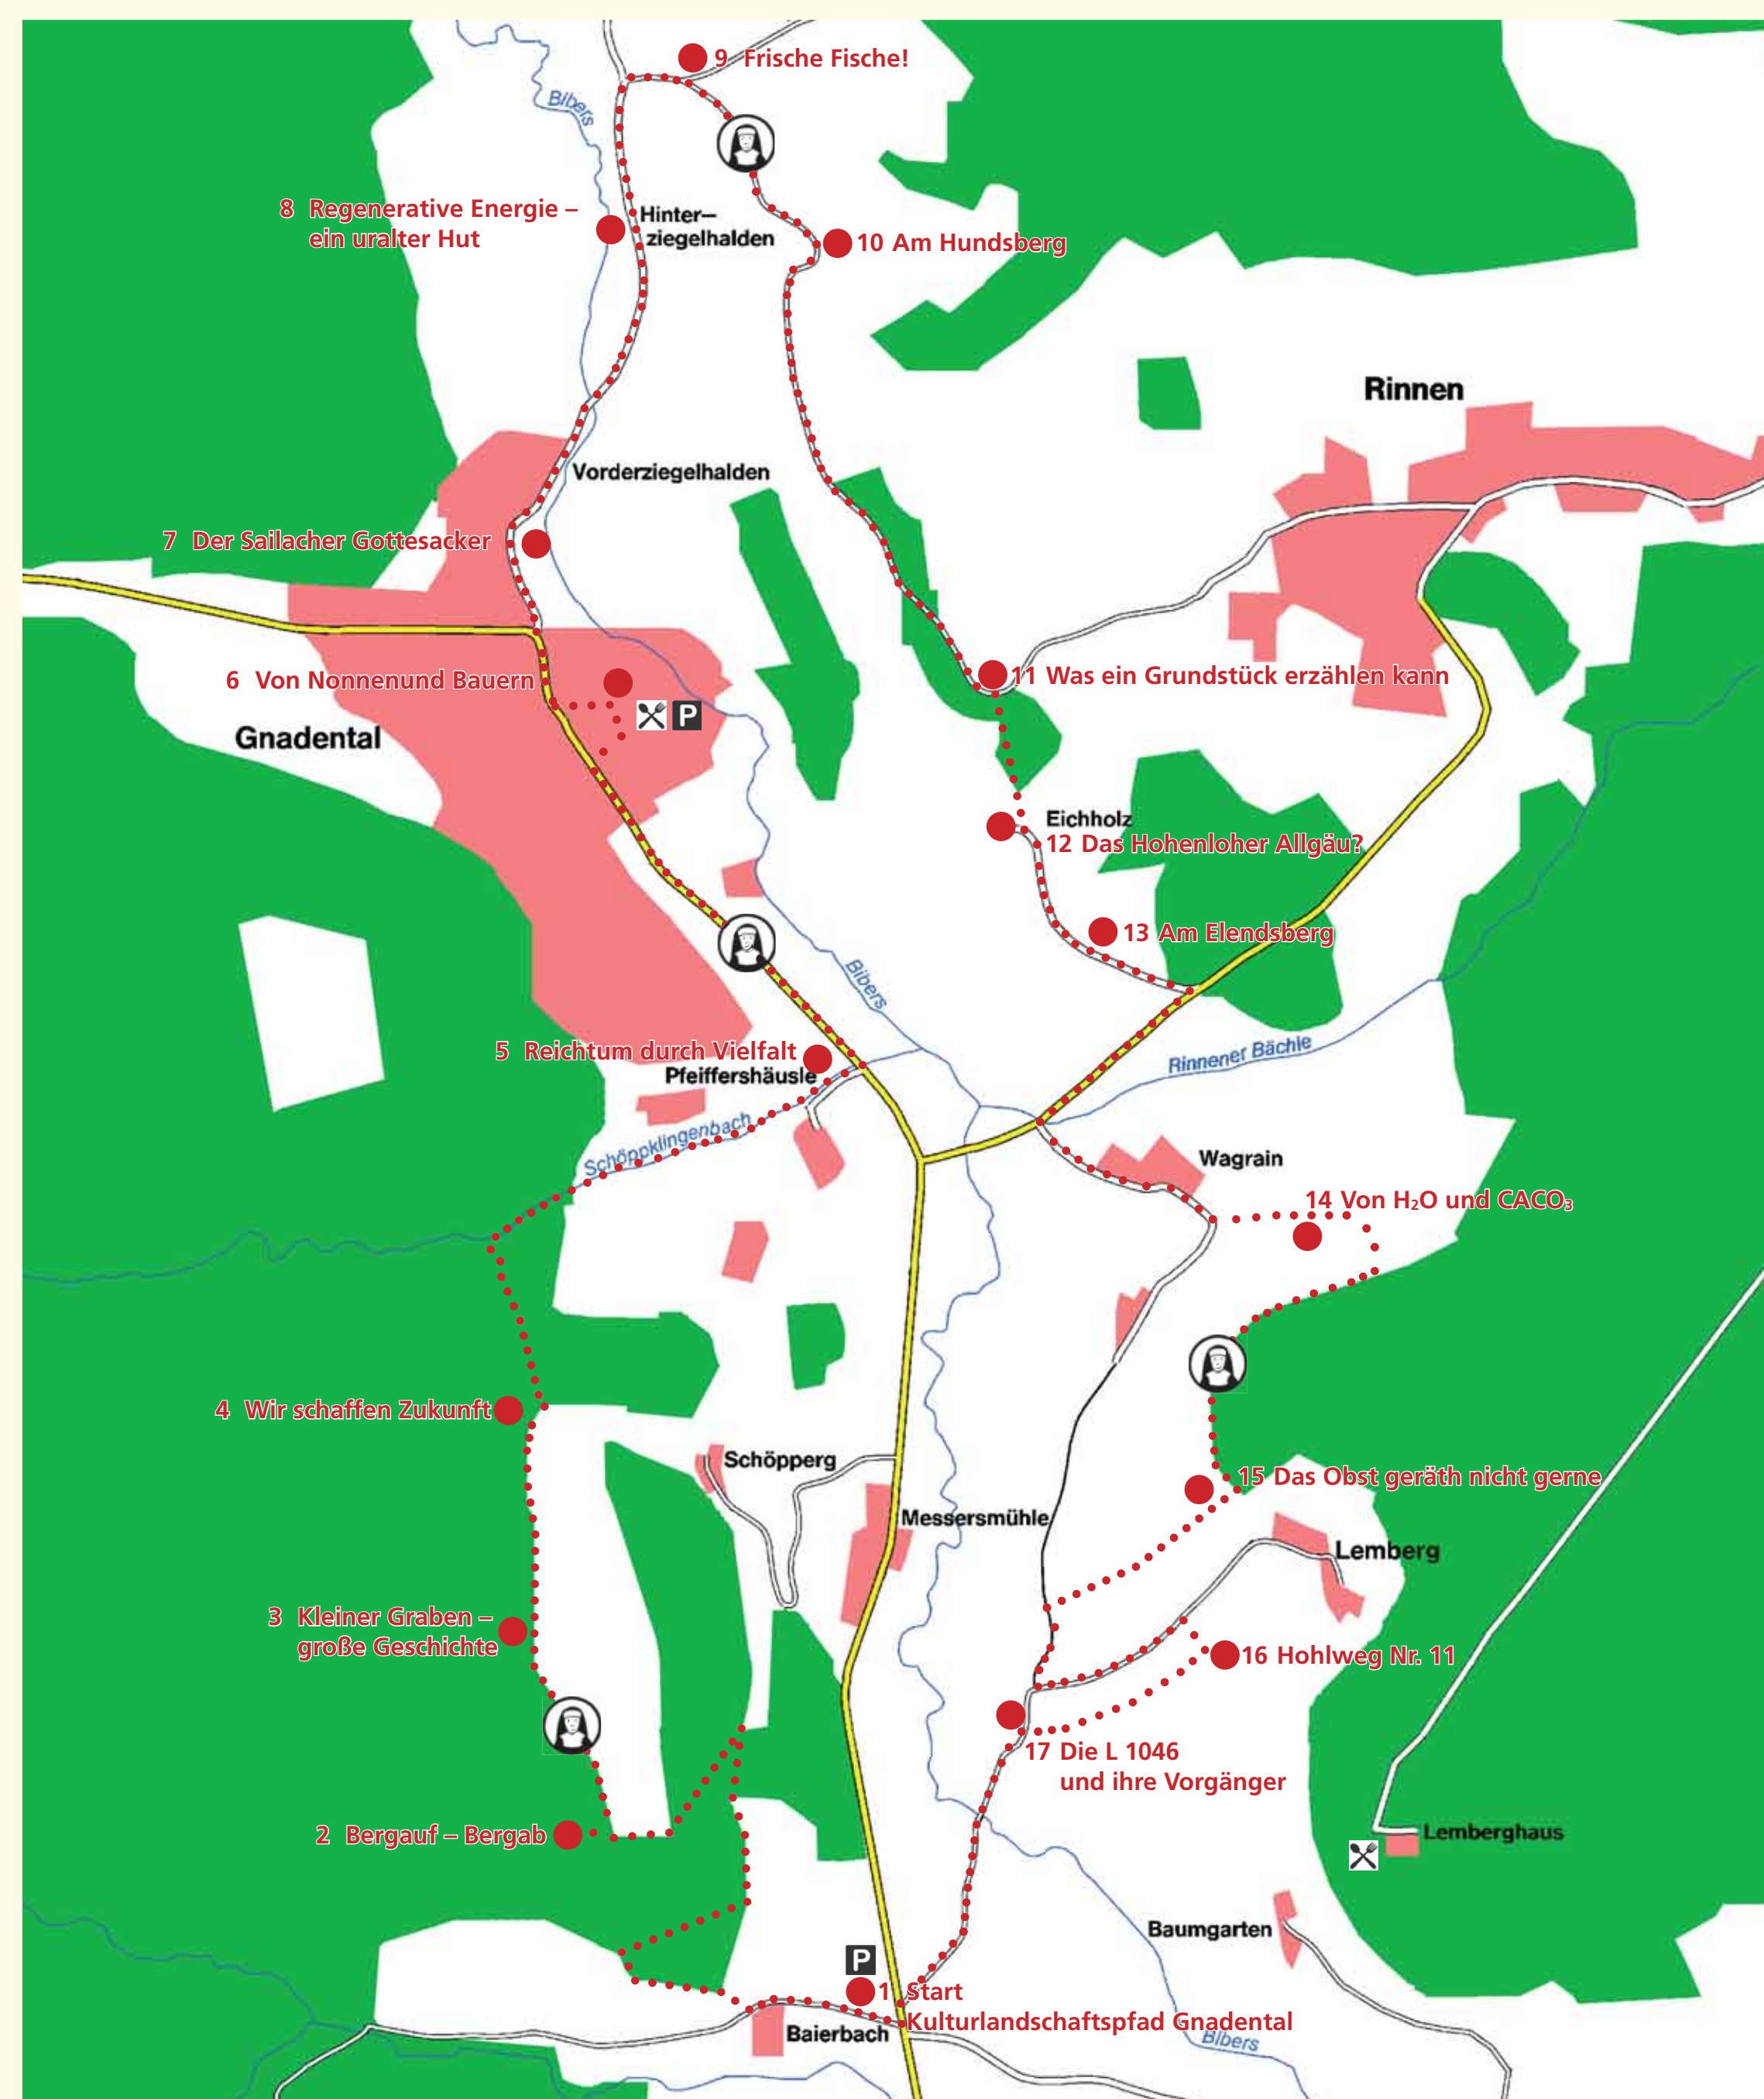 9 Frische Fische!
Bibers
8 Regenerative Energie –
ein uralter Hut
Hinter–
ziegelhalden
10 Am Hundsberg
Rinnen
Vorderziegelhalden
7 Der Sailacher Gottesacker
6 Von Nonnenund Bauern
11 Was ein Grundstück erzählen kann
P
Gnadental
Eichholz
12 Das Hohenloher Allgäu?
13 Am Elendsberg
Bibers
5 Reichtum durch Vielfalt
Pfeiffershäusle
Rinnener Bächle
Schöppklingenbach
Wagrain
14 Von H₂O und CACO₃
4 Wir schaffen Zukunft
Schöpperg
15 Das Obst geräth nicht gerne
Messersmühle
Lemberg
3 Kleiner Graben –
große Geschichte
16 Hohlweg Nr. 11
17 Die L 1046
und ihre Vorgänger
2 Bergauf – Bergab
Lemberghaus
Baumgarten
P
1 Start
Kulturlandschaftspfad Gnadental
Baierbach
Bibers